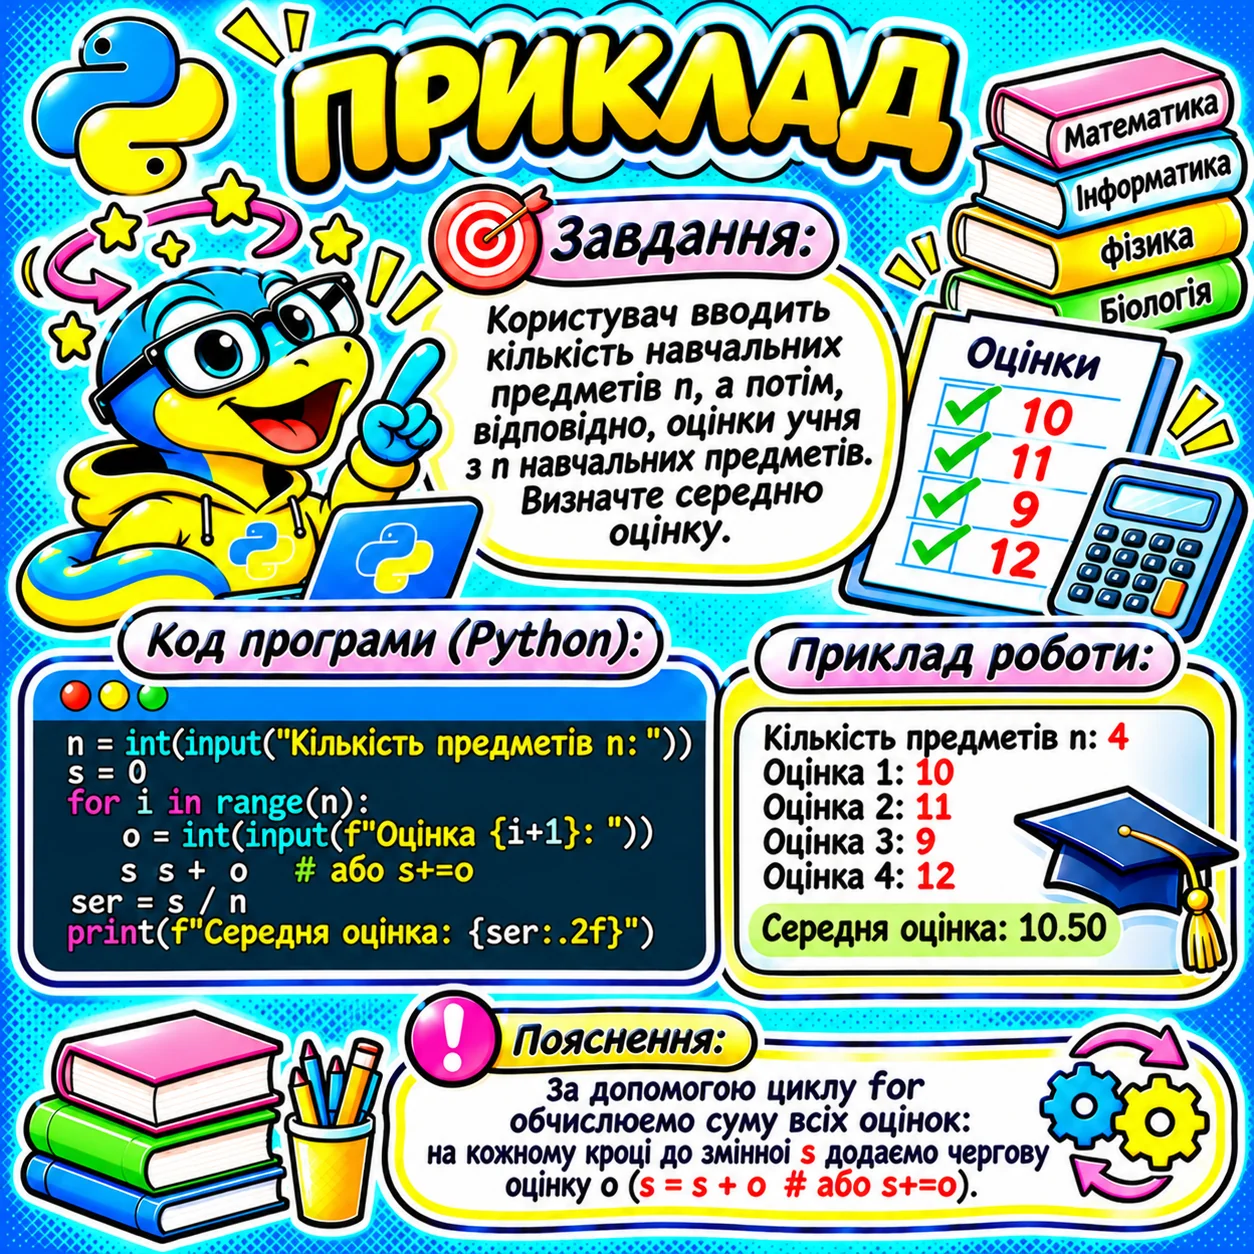 ПРИКЛАД
Математика
Інформатика
фізика
Біологія
Завдання:
Користувач вводить
кількість навчальних
предметів n, а потім,
відповідно, оцінки учня
з n навчальних предметів.
Визначте середню
оцінку.
Оцінки
10
11
9
12
Код програми (Python):
n = int(input("Кількість предметів n: "))
s = 0
for i in range(n):
    o = int(input(f"Оцінка {i+1}: "))
    s s + o   # або s+=o
ser = s / n
print(f"Середня оцінка: {ser:.2f}")
Приклад роботи:
Кількість предметів n: 4
Оцінка 1: 10
Оцінка 2: 11
Оцінка 3: 9
Оцінка 4: 12
Середня оцінка: 10.50
Пояснення:
За допомогою циклу for
обчислюємо суму всіх оцінок:
на кожному кроці до змінної s додаємо чергову
оцінку o (s = s + o # або s+=o).